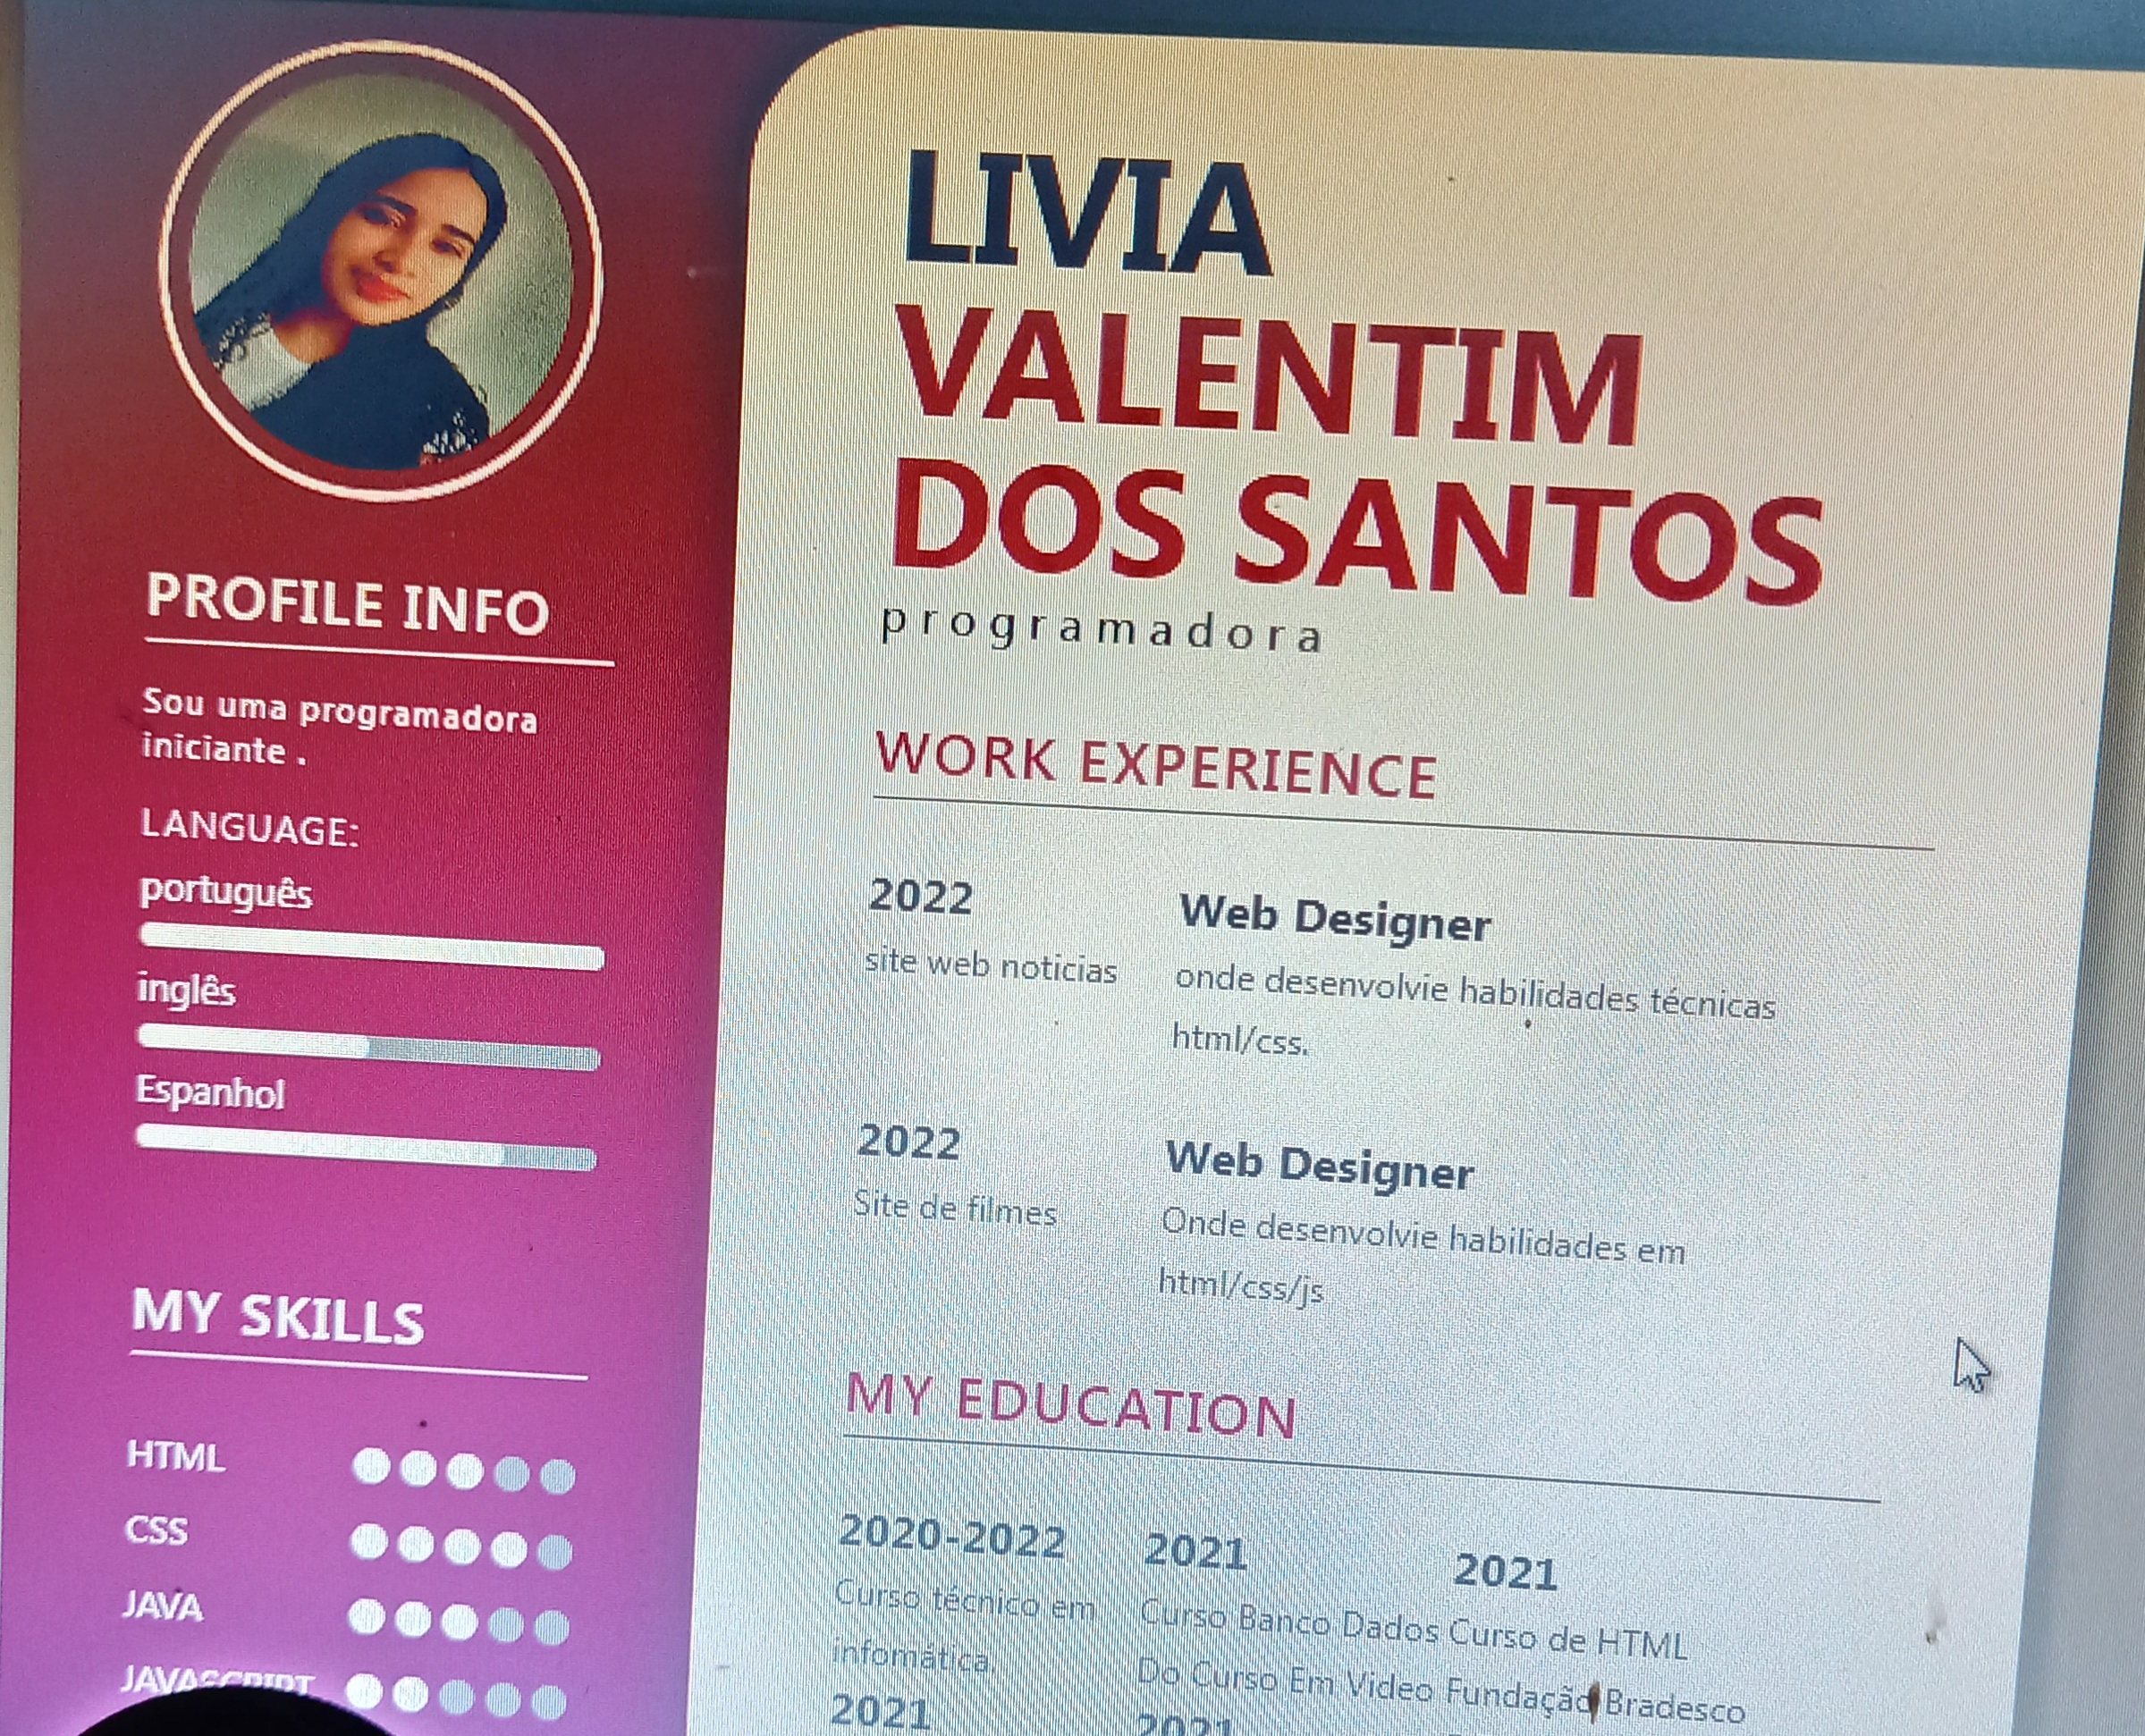 LIVIA
VALENTIM
DOS SANTOS
programadora
PROFILE INFO
Sou uma programadora
iniciante .
LANGUAGE:
português
inglês
Espanhol
MY SKILLS
HTML
CSS
JAVA
JAVASCRIPT
WORK EXPERIENCE
2022
site web noticias
Web Designer
onde desenvolvie habilidades técnicas
html/css.
2022
Site de filmes
Web Designer
Onde desenvolvie habilidades em
html/css/js
MY EDUCATION
2020-2022
Curso técnico em
infomática.
2021
Curso Banco Dados
Do Curso Em Video
2021
Curso de HTML
Fundação Bradesco
2021
2021